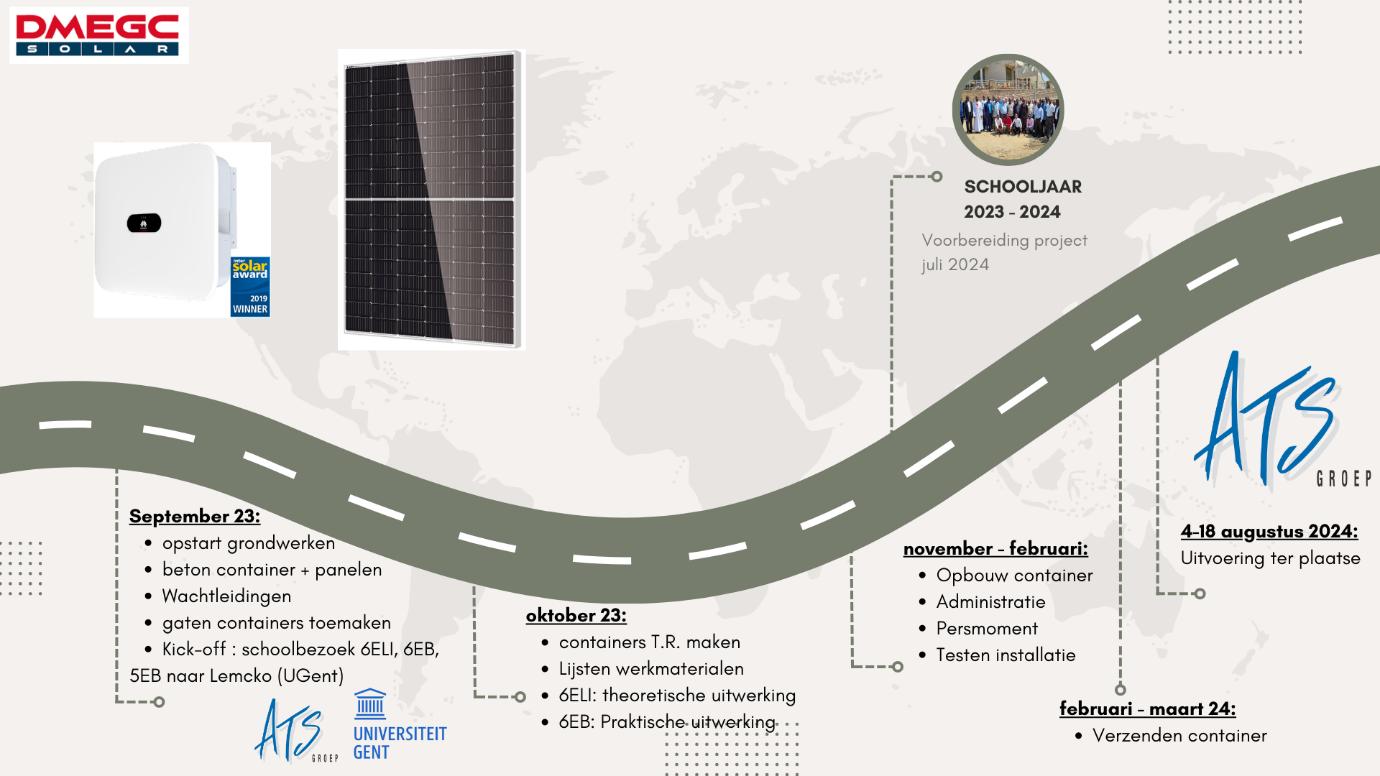 DMEGC
SOLAR
inter
solar
award
2019
WINNER
SCHOOLJAAR
2023 - 2024
Voorbereiding project
juli 2024
ATS
GROEP
September 23:
• opstart grondwerken
• beton container + panelen
• Wachtleidingen
• gaten containers toemaken
• Kick-off : schoolbezoek 6ELI, 6EB,
5EB naar Lemcko (UGent)
ATS
GROEP
UNIVERSITEIT
GENT
oktober 23:
• containers T.R. maken
• Lijsten werkmaterialen
• 6ELI: theoretische uitwerking
• 6EB: Praktische uitwerking
november - februari:
• Opbouw container
• Administratie
• Persmoment
• Testen installatie
februari - maart 24:
• Verzenden container
4-18 augustus 2024:
Uitvoering ter plaatse